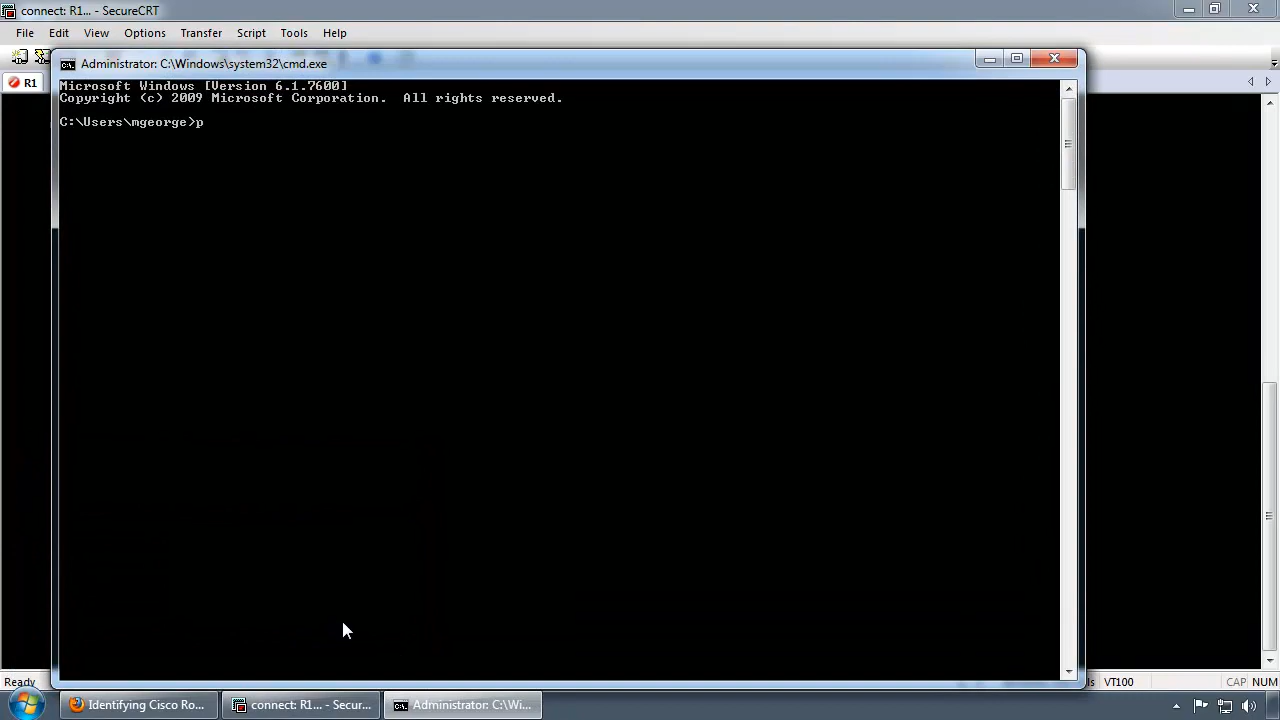 connect: R1... - SecureCRT
File Edit View Options Transfer Script Tools Help
R1
Administrator: C:\Windows\system32\cmd.exe
Microsoft Windows [Version 6.1.7600]
Copyright (c) 2009 Microsoft Corporation. All rights reserved.
C:\Users\mgeorge>p
Ready
VT100 CAP NUM
Identifying Cisco Ro... connect: R1... - Secur... Administrator: C:\Wi...